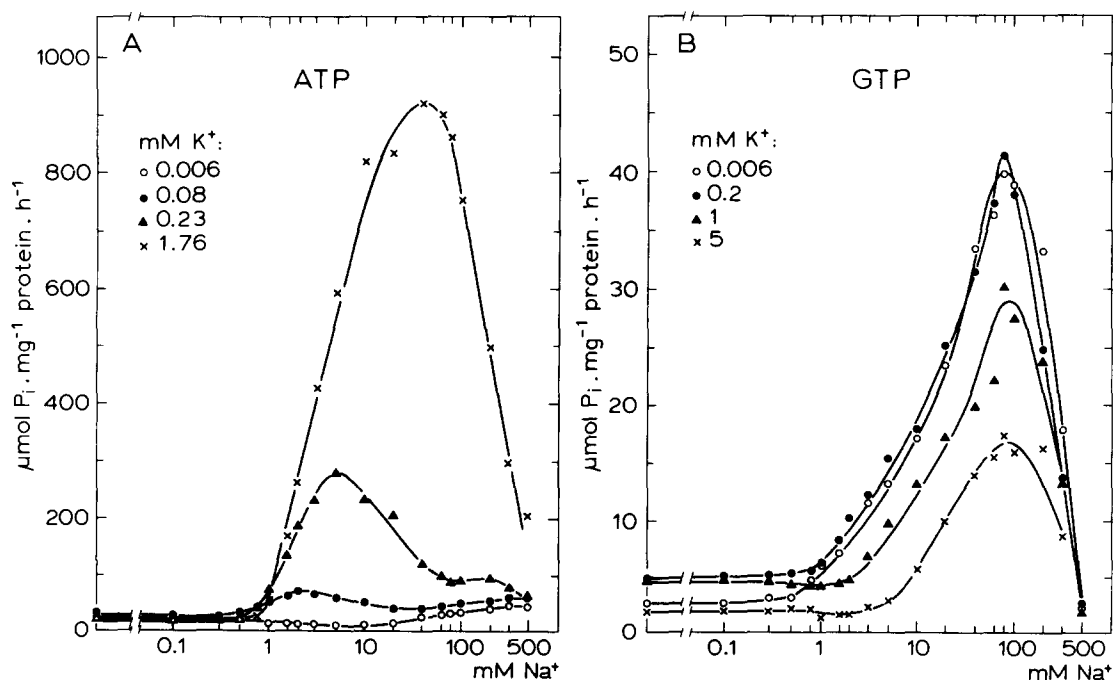 A
ATP
mM K⁺:
○ 0.006
● 0.08
▲ 0.23
× 1.76
1000
800
600
400
200
0
μmol Pᵢ . mg⁻¹ protein . h⁻¹
0.1 1 10 100 500
mM Na⁺
B
GTP
mM K⁺:
○ 0.006
● 0.2
▲ 1
× 5
50
40
30
20
10
0
μmol Pᵢ . mg⁻¹ protein . h⁻¹
0.1 1 10 100 500
mM Na⁺